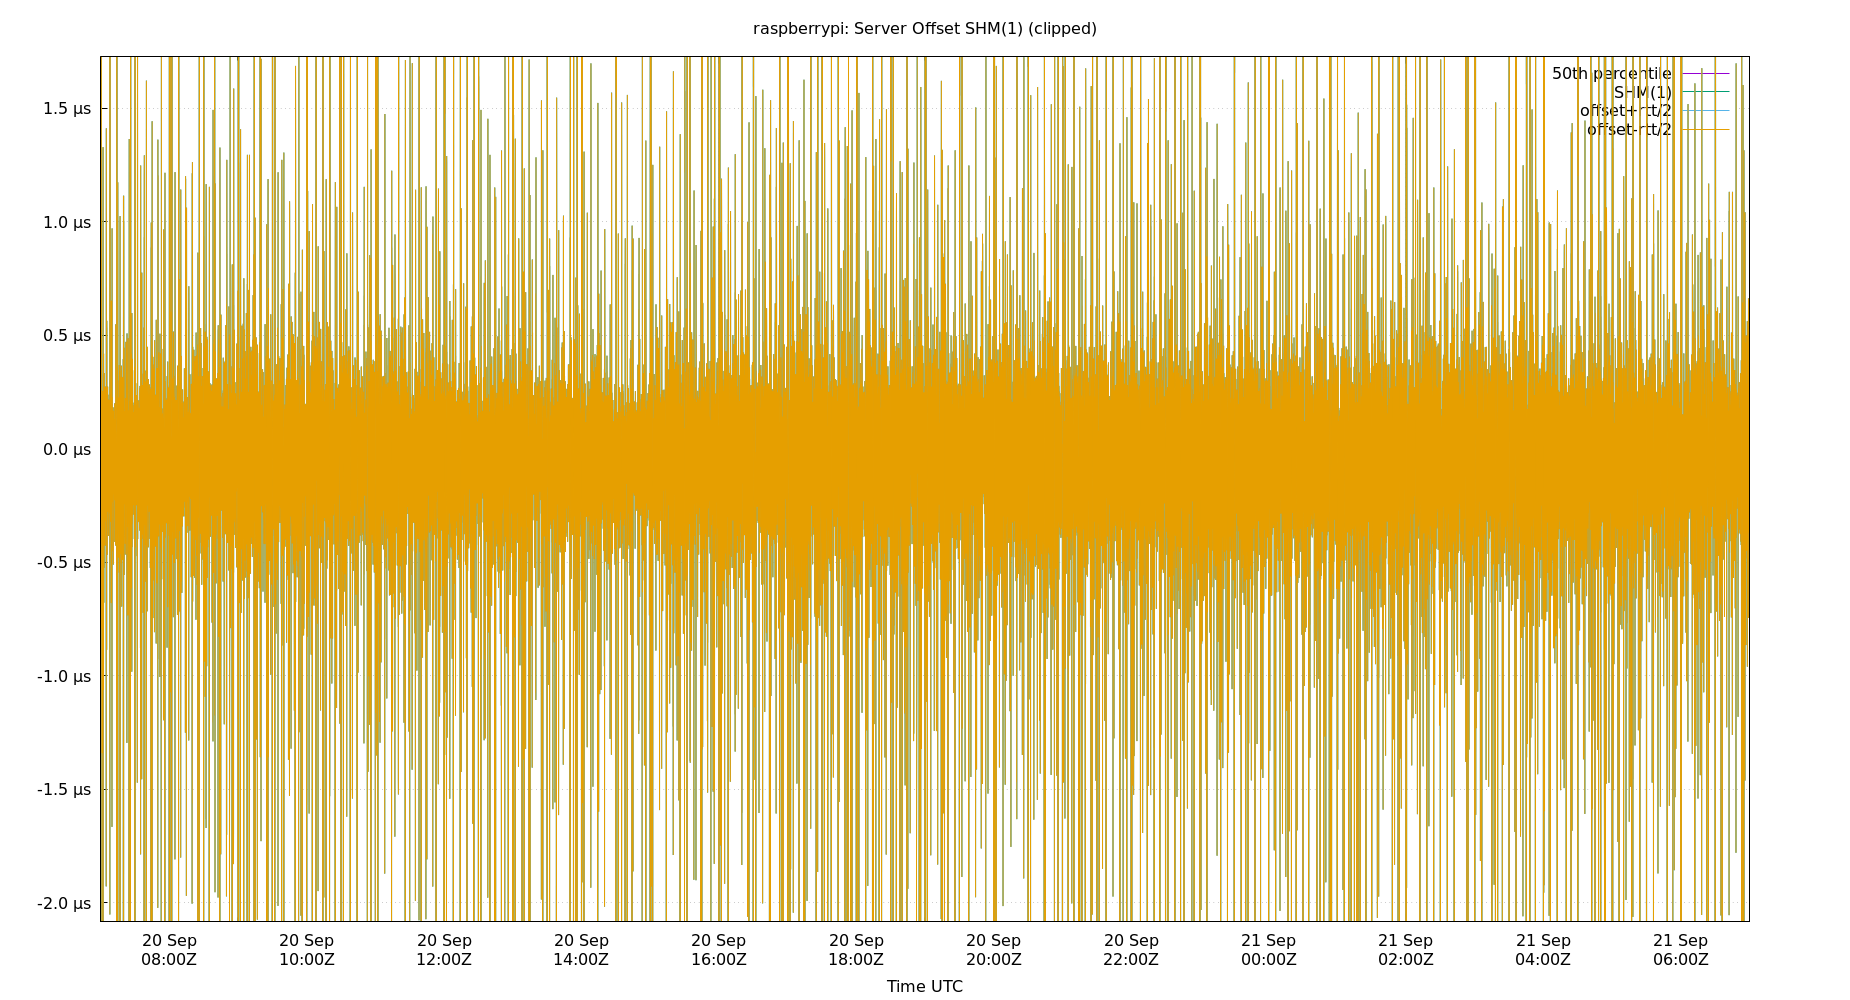 raspberrypi: Server Offset SHM(1) (clipped)
50th percentile
SHM(1)
offset+rtt/2
offset-rtt/2
1.5 µs
1.0 µs
0.5 µs
0.0 µs
-0.5 µs
-1.0 µs
-1.5 µs
-2.0 µs
20 Sep 20 Sep 20 Sep 20 Sep 20 Sep 20 Sep 20 Sep 20 Sep 21 Sep 21 Sep 21 Sep 21 Sep
08:00Z 10:00Z 12:00Z 14:00Z 16:00Z 18:00Z 20:00Z 22:00Z 00:00Z 02:00Z 04:00Z 06:00Z
Time UTC